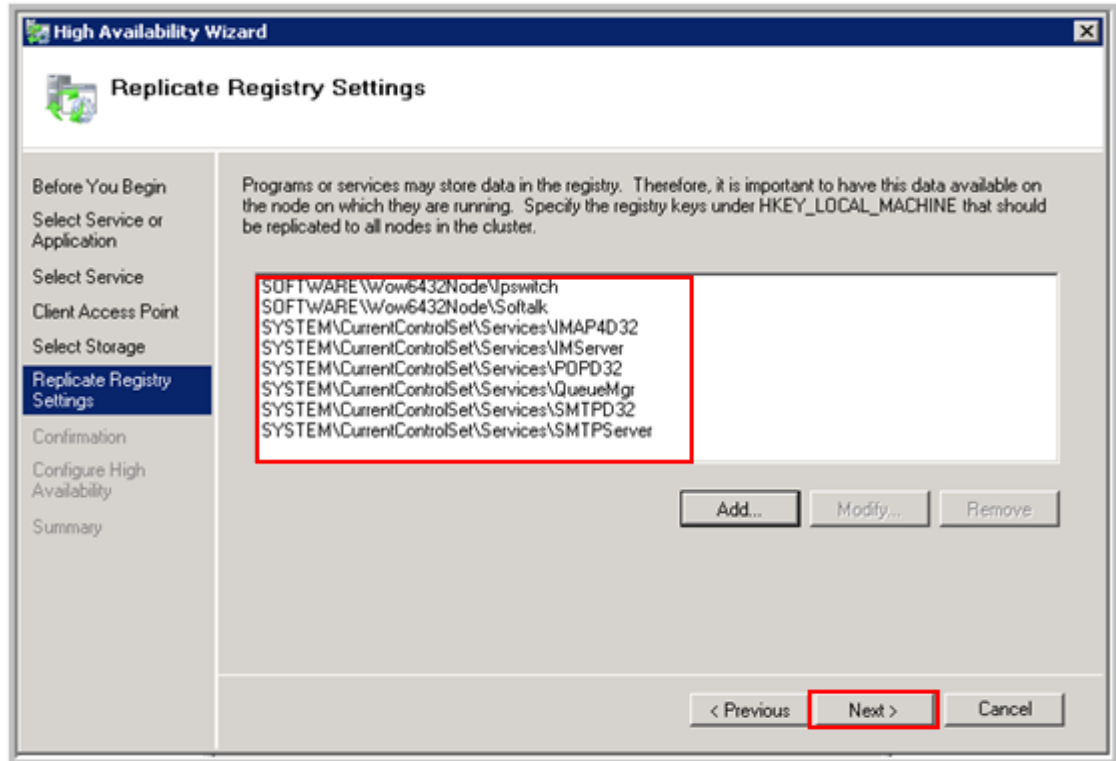 High Availability Wizard
Replicate Registry Settings
Before You Begin
Select Service or
Application
Select Service
Client Access Point
Select Storage
Replicate Registry
Settings
Confirmation
Configure High
Availability
Summary
Programs or services may store data in the registry. Therefore, it is important to have this data available on
the node on which they are running. Specify the registry keys under HKEY_LOCAL_MACHINE that should
be replicated to all nodes in the cluster.
SOFTWARE\Wow6432Node\Ipswitch
SOFTWARE\Wow6432Node\Softalk
SYSTEM\CurrentControlSet\Services\IMAP4D32
SYSTEM\CurrentControlSet\Services\IMServer
SYSTEM\CurrentControlSet\Services\POPD32
SYSTEM\CurrentControlSet\Services\QueueMgr
SYSTEM\CurrentControlSet\Services\SMTPD32
SYSTEM\CurrentControlSet\Services\SMTPServer
Add... Modify... Remove
< Previous Next > Cancel